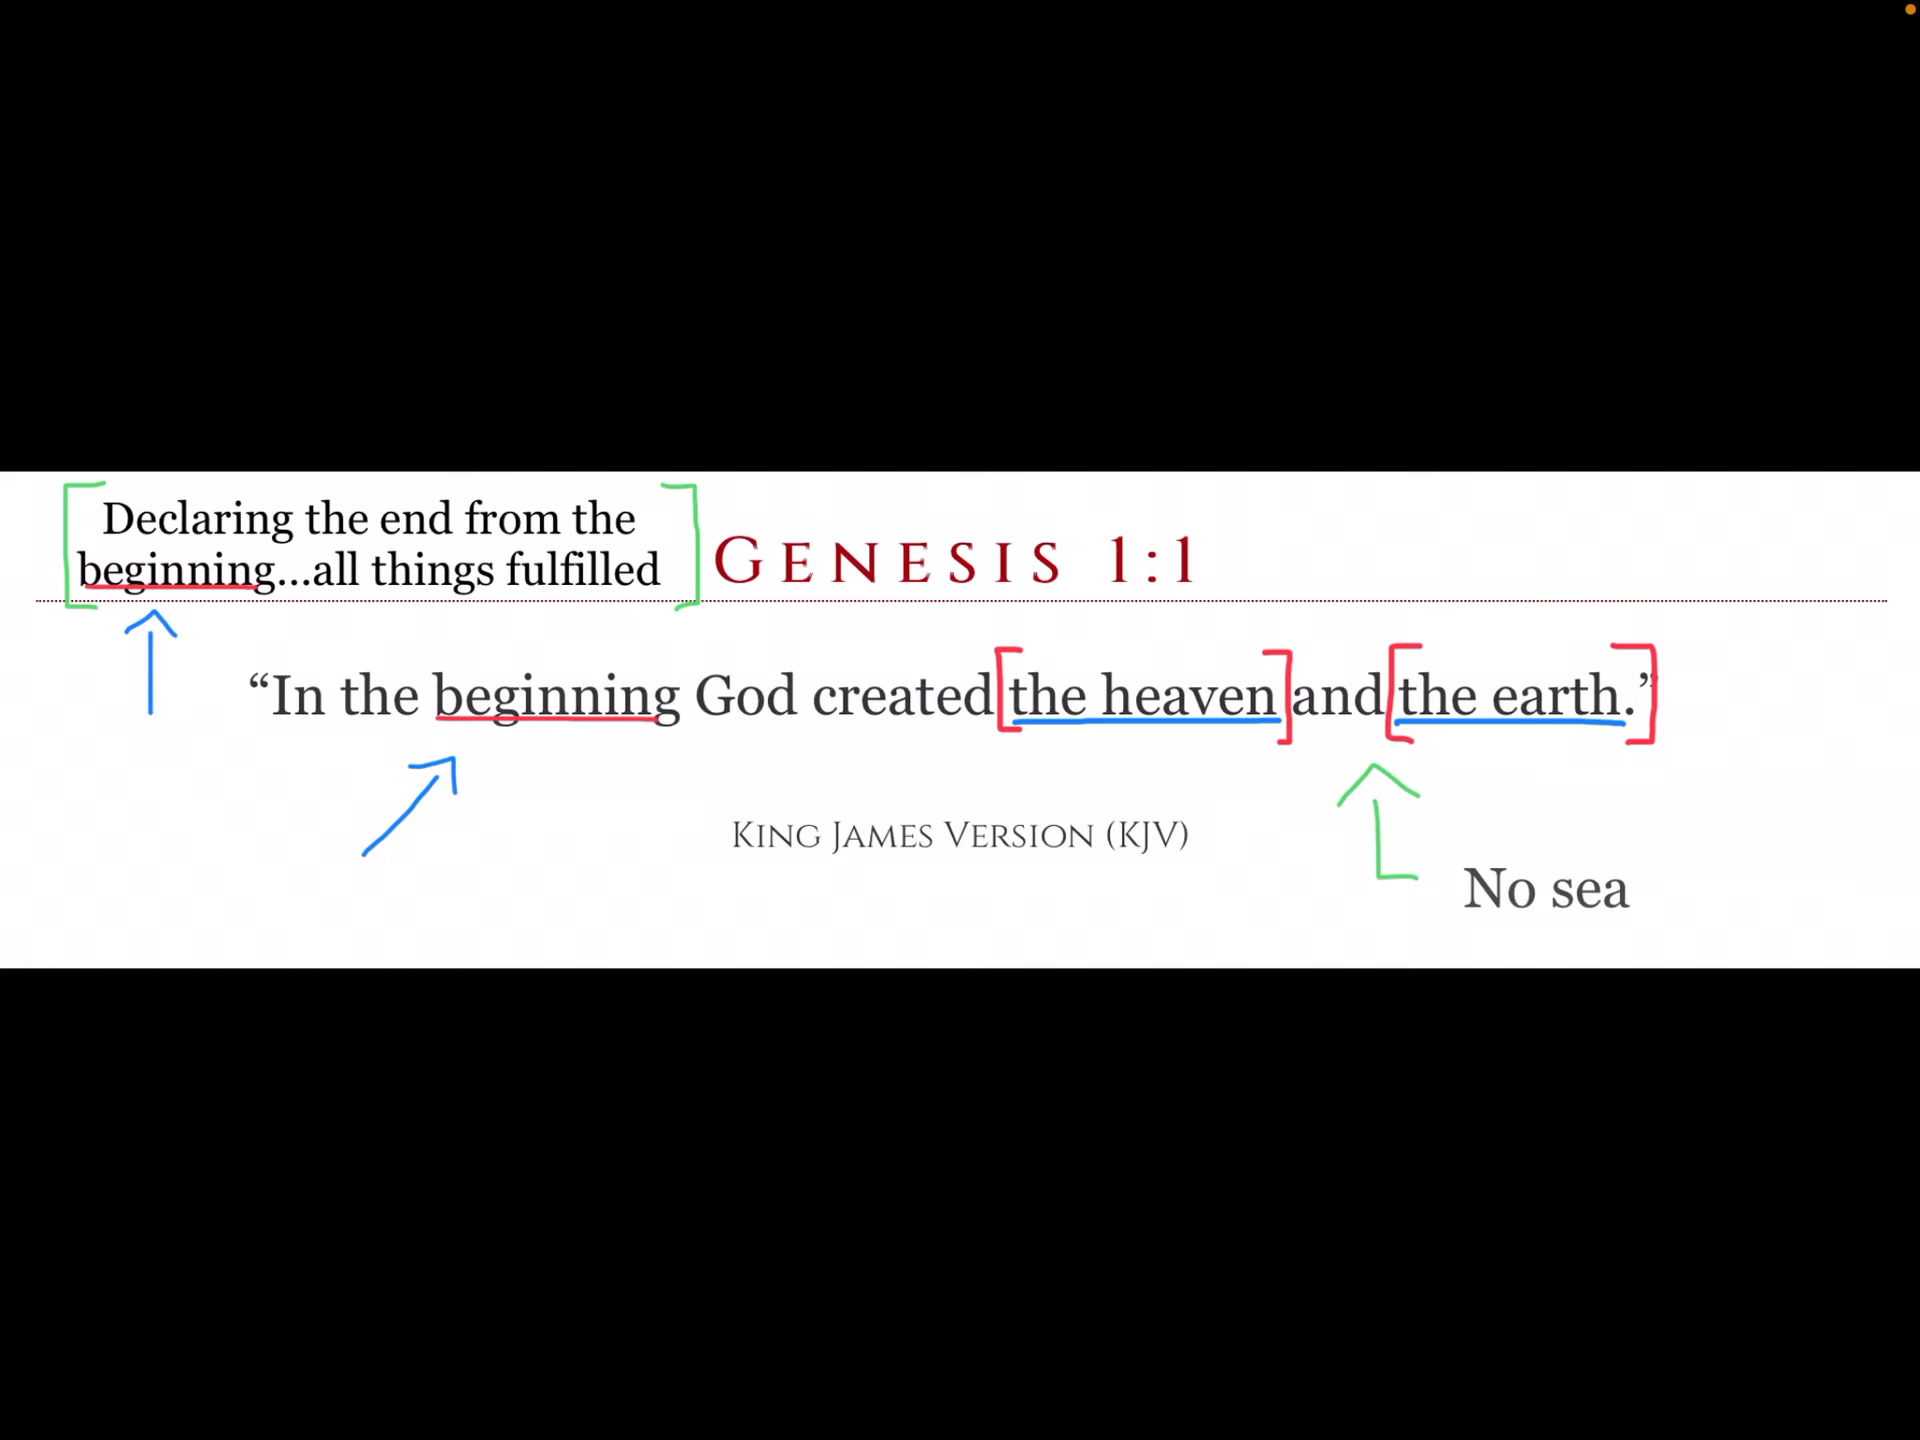 Declaring the end from the
beginning...all things fulfilled
GENESIS 1:1
“In the beginning God created the heaven and the earth.”
KING JAMES VERSION (KJV)
No sea